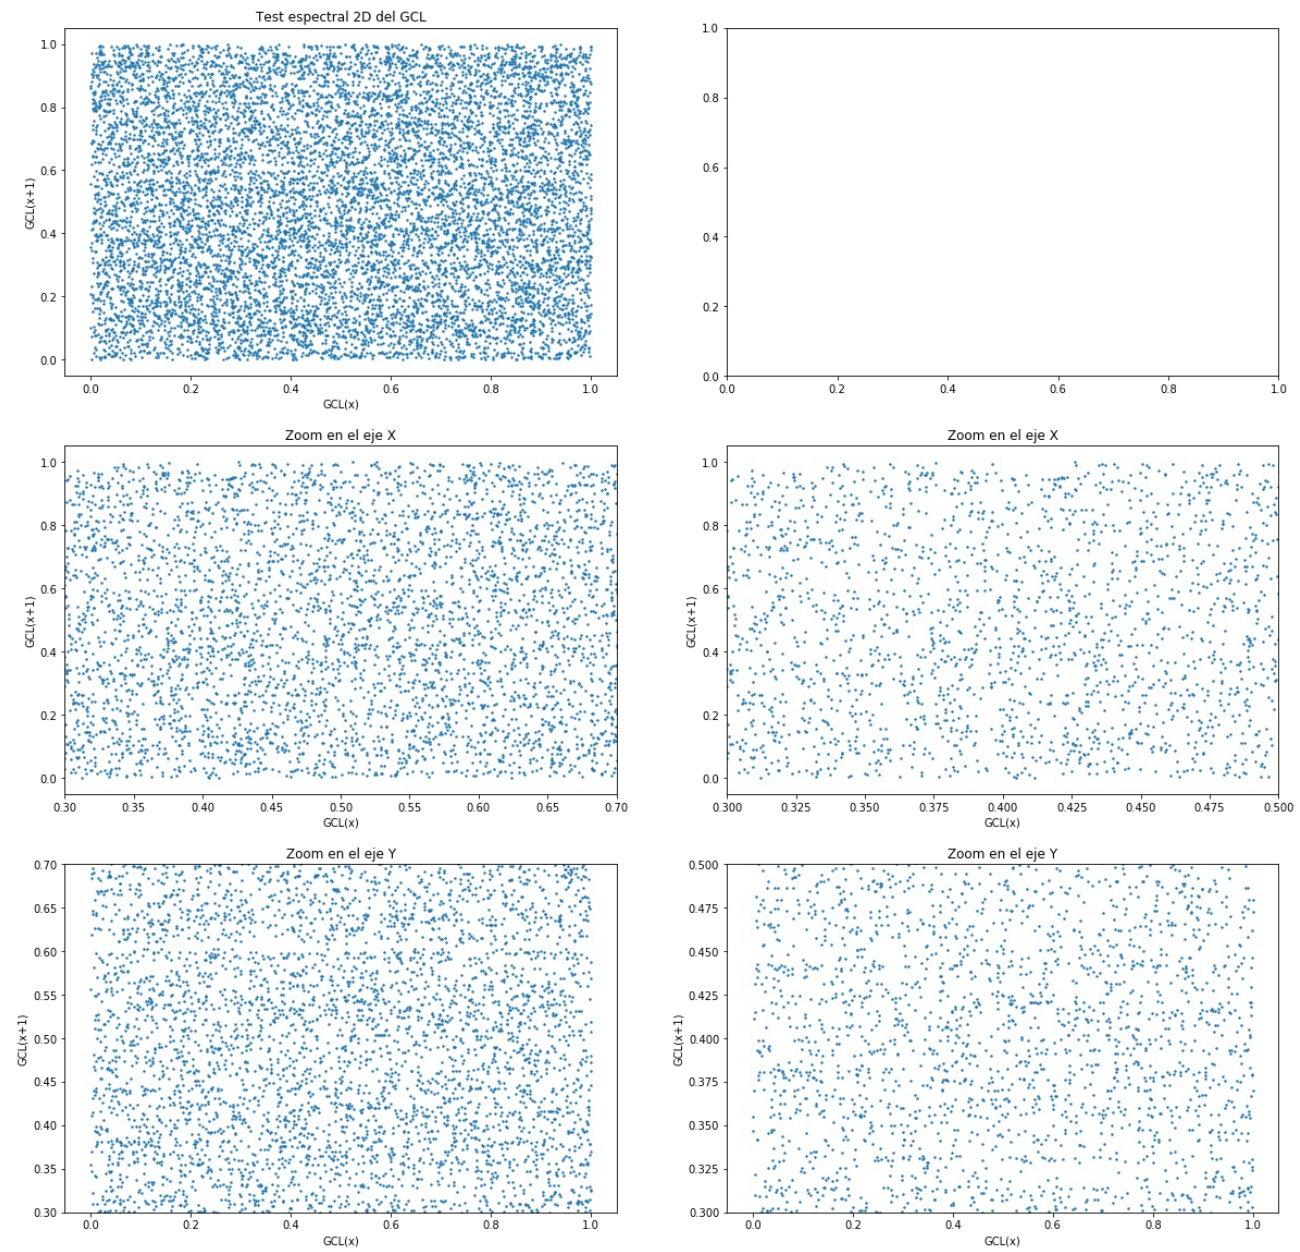 Test espectral 2D del GCL
1.0
0.8
0.6
0.4
0.2
0.0
GCL(x+1)
0.0 0.2 0.4 0.6 0.8 1.0
GCL(x)
1.0
0.8
0.6
0.4
0.2
0.0
0.0 0.2 0.4 0.6 0.8 1.0
Zoom en el eje X
1.0
0.8
0.6
0.4
0.2
0.0
GCL(x+1)
0.30 0.35 0.40 0.45 0.50 0.55 0.60 0.65 0.70
GCL(x)
Zoom en el eje X
1.0
0.8
0.6
0.4
0.2
0.0
GCL(x+1)
0.300 0.325 0.350 0.375 0.400 0.425 0.450 0.475 0.500
GCL(x)
Zoom en el eje Y
0.70
0.65
0.60
0.55
0.50
0.45
0.40
0.35
0.30
GCL(x+1)
0.0 0.2 0.4 0.6 0.8 1.0
GCL(x)
Zoom en el eje Y
0.500
0.475
0.450
0.425
0.400
0.375
0.350
0.325
0.300
GCL(x+1)
0.0 0.2 0.4 0.6 0.8 1.0
GCL(x)